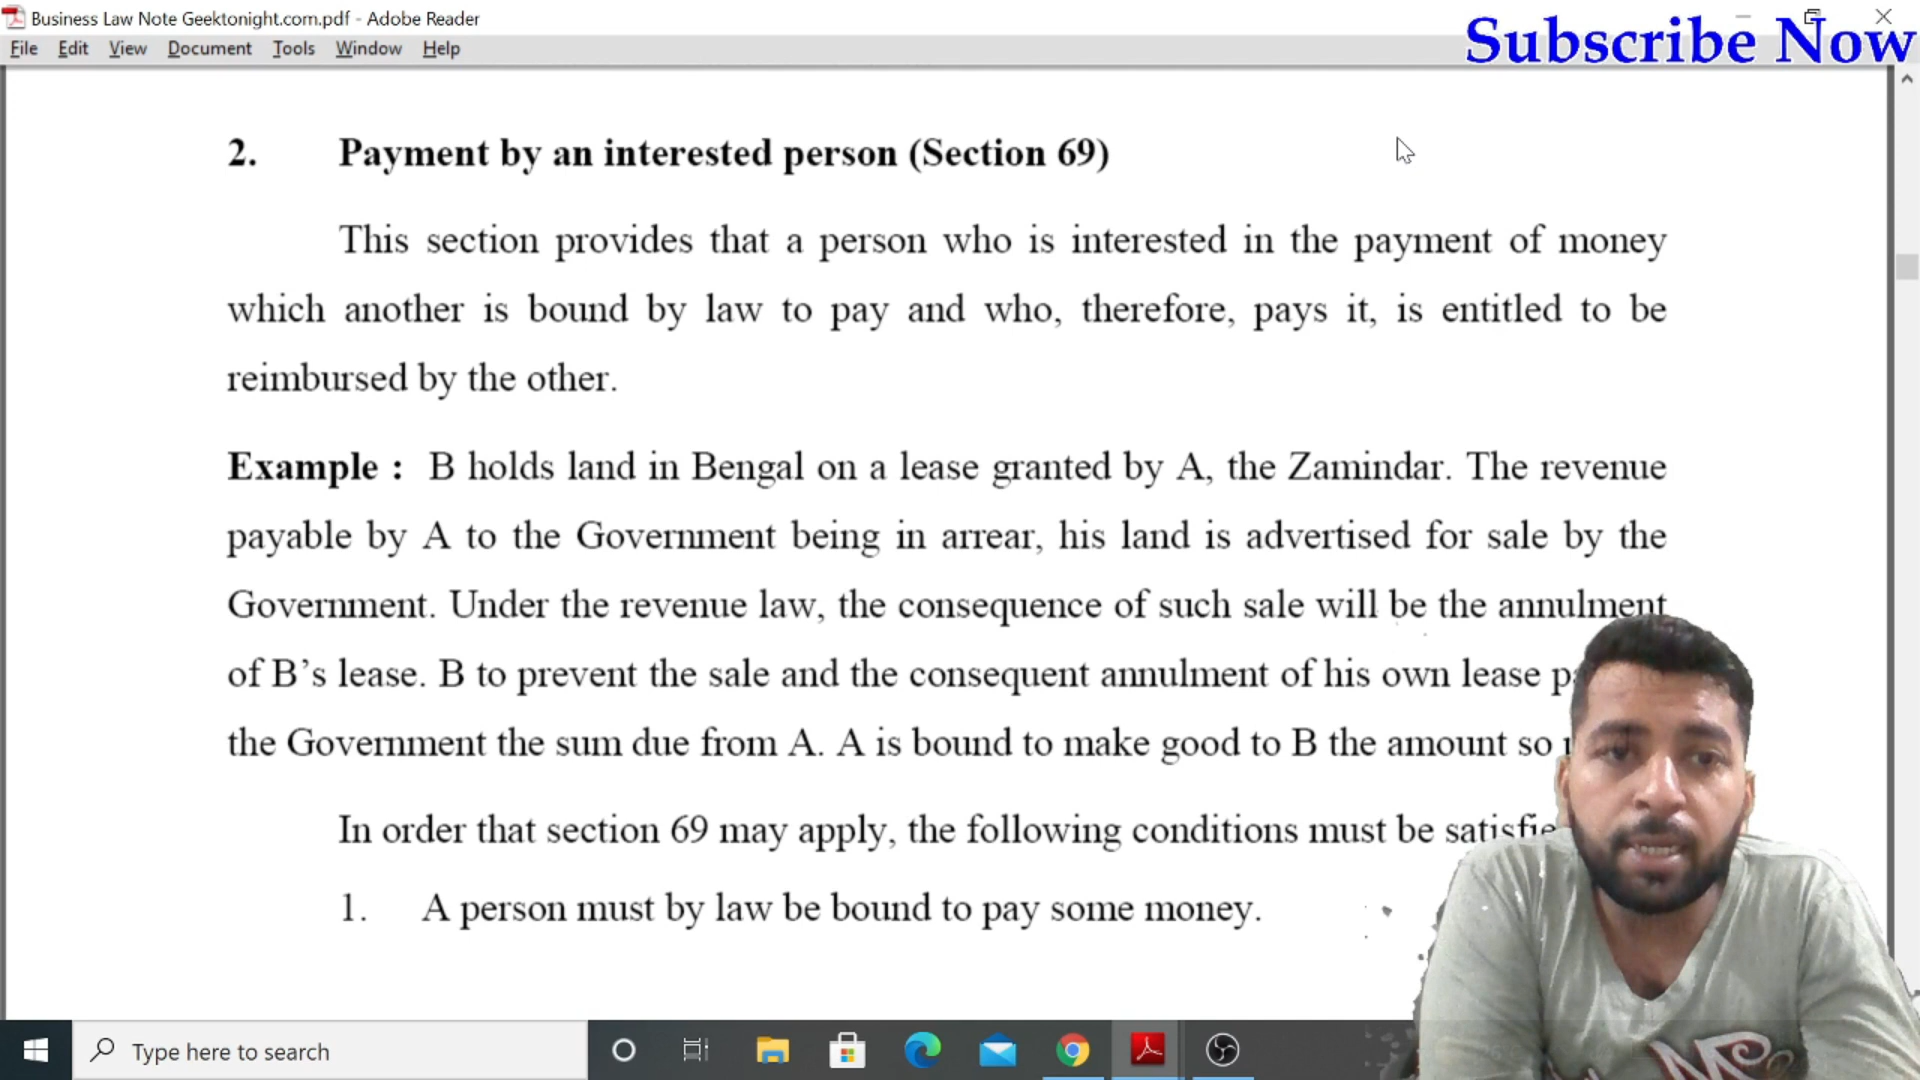 Business Law Note Geektonight.com.pdf - Adobe Reader
Subscribe Now
File Edit View Document Tools Window Help
2. Payment by an interested person (Section 69)
This section provides that a person who is interested in the payment of money
which another is bound by law to pay and who, therefore, pays it, is entitled to be
reimbursed by the other.
Example : B holds land in Bengal on a lease granted by A, the Zamindar. The revenue
payable by A to the Government being in arrear, his land is advertised for sale by the
Government. Under the revenue law, the consequence of such sale will be the annulment
of B’s lease. B to prevent the sale and the consequent annulment of his own lease
the Government the sum due from A. A is bound to make good to B the amount so
In order that section 69 may apply, the following conditions must be
1. A person must by law be bound to pay some money.
Type here to search